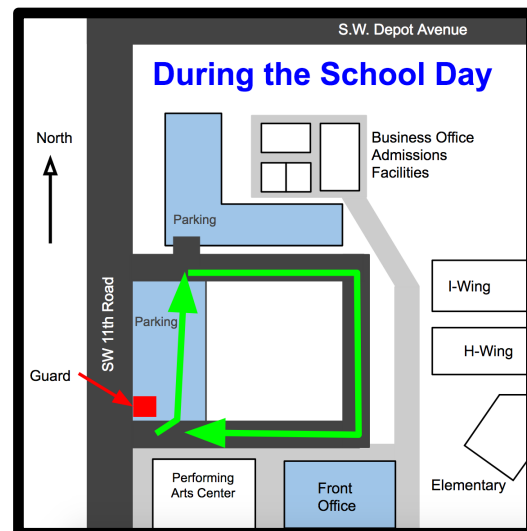 S.W. Depot Avenue
During the School Day
North
Business Office
Admissions
Facilities
Parking
I-Wing
SW 11th Road
Parking
H-Wing
Guard
Performing
Arts Center
Front
Office
Elementary